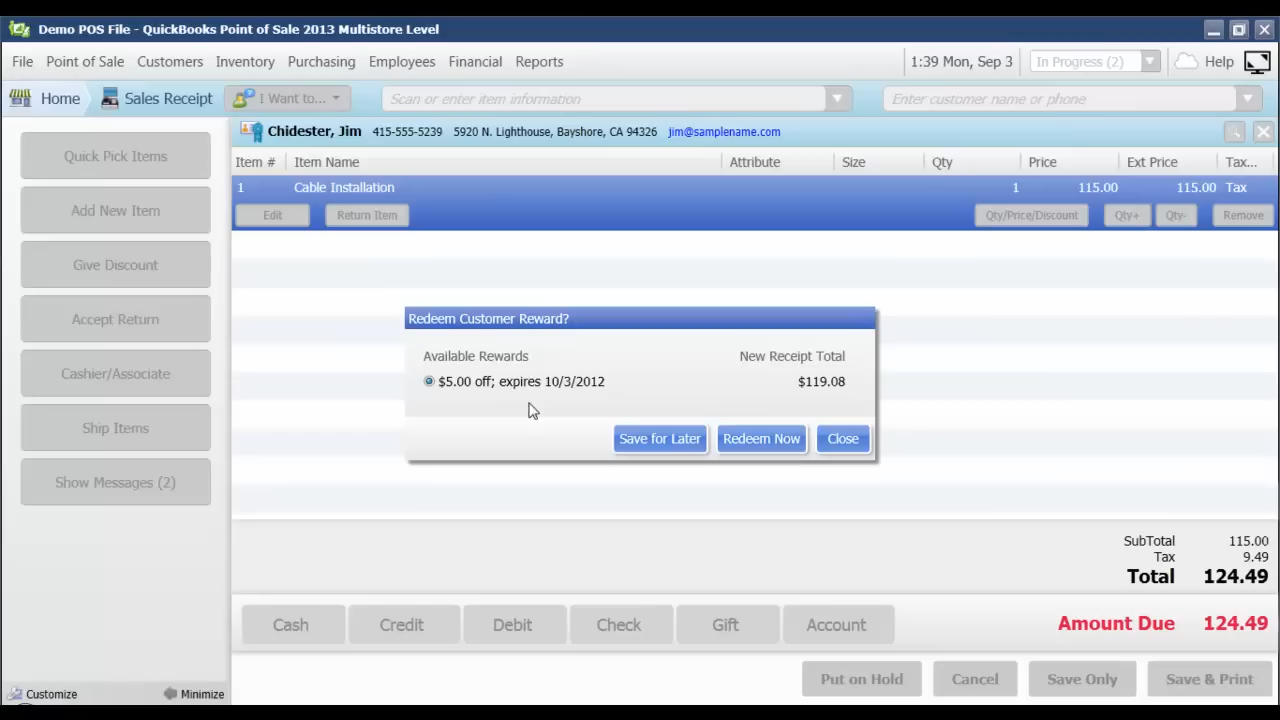 Demo POS File - QuickBooks Point of Sale 2013 Multistore Level
File Point of Sale Customers Inventory Purchasing Employees Financial Reports 1:39 Mon, Sep 3 In Progress (2) Help
Home Sales Receipt I Want to... Scan or enter item information Enter customer name or phone
Chidester, Jim 415-555-5239 5920 N. Lighthouse, Bayshore, CA 94326 jim@samplename.com
Quick Pick Items
Add New Item
Give Discount
Accept Return
Cashier/Associate
Ship Items
Show Messages (2)
Item # Item Name Attribute Size Qty Price Ext Price Tax...
1 Cable Installation 1 115.00 115.00 Tax
Edit Return Item Qty/Price/Discount Qty+ Qty- Remove
Redeem Customer Reward?
Available Rewards New Receipt Total
$5.00 off; expires 10/3/2012 $119.08
Save for Later Redeem Now Close
SubTotal 115.00
Tax 9.49
Total 124.49
Cash Credit Debit Check Gift Account Amount Due 124.49
Put on Hold Cancel Save Only Save & Print
Customize Minimize